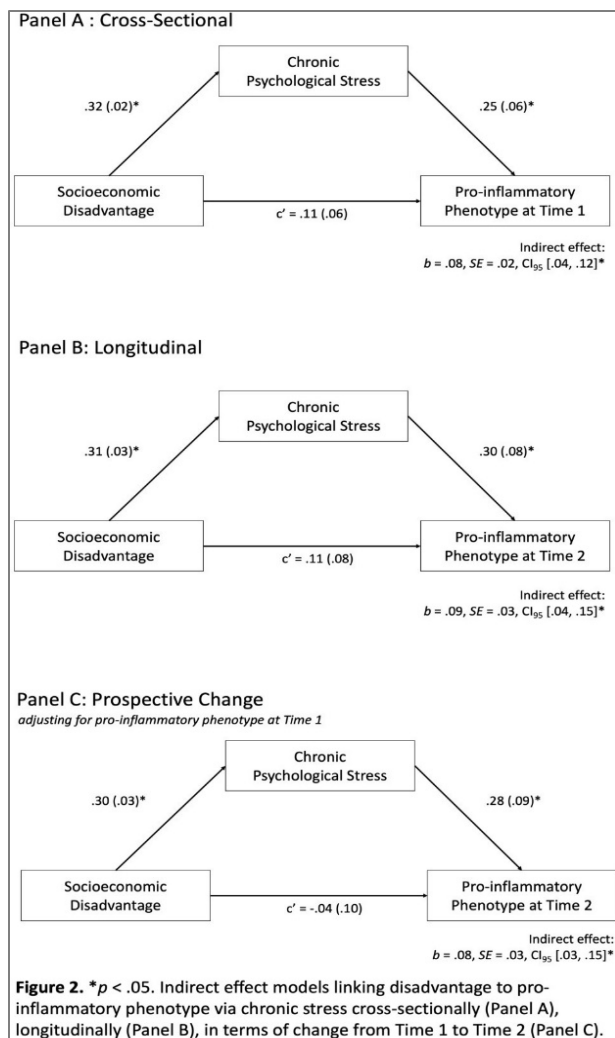 Panel A : Cross-Sectional
Chronic
Psychological Stress
.32 (.02)*
.25 (.06)*
Socioeconomic
Disadvantage
Pro-inflammatory
Phenotype at Time 1
c’ = .11 (.06)
Indirect effect:
b = .08, SE = .02, CI95 [.04, .12]*
Panel B: Longitudinal
Chronic
Psychological Stress
.31 (.03)*
.30 (.08)*
Socioeconomic
Disadvantage
Pro-inflammatory
Phenotype at Time 2
c’ = .11 (.08)
Indirect effect:
b = .09, SE = .03, CI95 [.04, .15]*
Panel C: Prospective Change
adjusting for pro-inflammatory phenotype at Time 1
Chronic
Psychological Stress
.30 (.03)*
.28 (.09)*
Socioeconomic
Disadvantage
Pro-inflammatory
Phenotype at Time 2
c’ = -.04 (.10)
Indirect effect:
b = .08, SE = .03, CI95 [.03, .15]*
Figure 2. *p < .05. Indirect effect models linking disadvantage to pro-
inflammatory phenotype via chronic stress cross-sectionally (Panel A),
longitudinally (Panel B), in terms of change from Time 1 to Time 2 (Panel C).